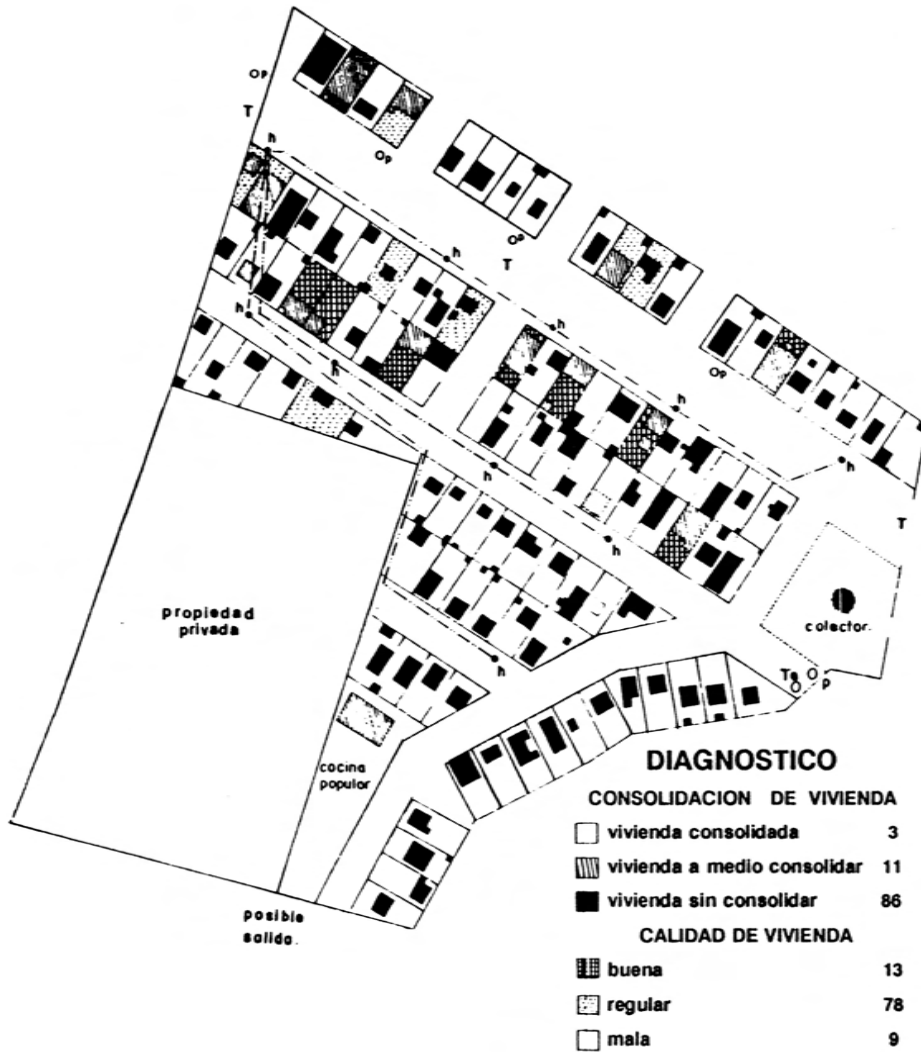 Op
T
h
Op
h
Op
T
h
h
h
Op
h
h
T
h
h
propiedad
privada
colector.
h
T
O
O p
cocina
popular
posible
salida.
DIAGNOSTICO
CONSOLIDACION DE VIVIENDA
vivienda consolidada 3
vivienda a medio consolidar 11
vivienda sin consolidar 86
CALIDAD DE VIVIENDA
buena 13
regular 78
mala 9